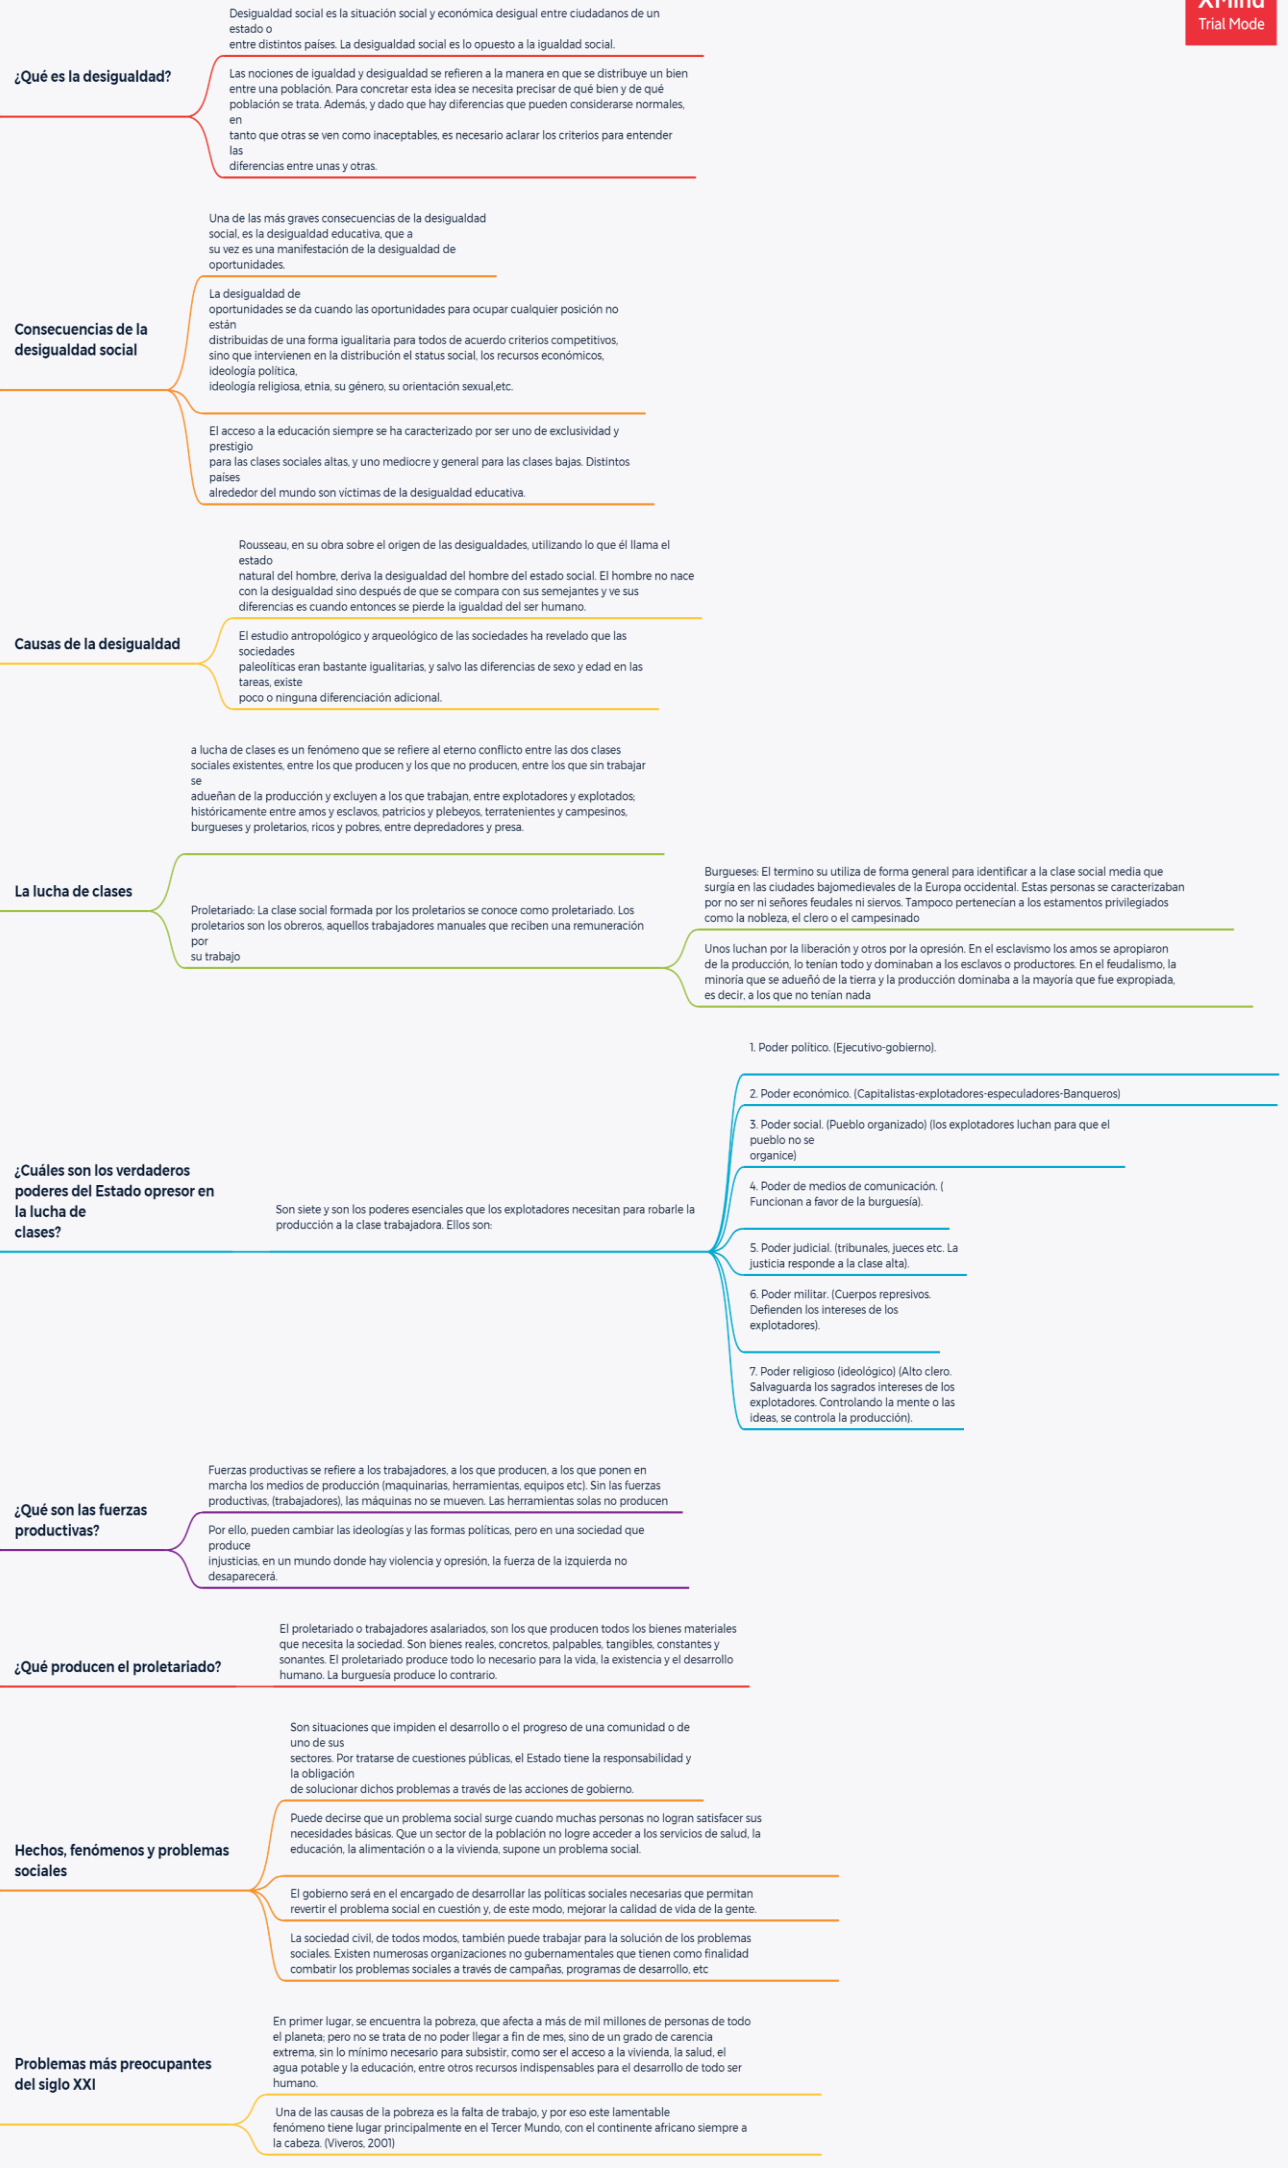 XMind
Trial Mode
¿Qué es la desigualdad?
Desigualdad social es la situación social y económica desigual entre ciudadanos de un
estado o
entre distintos países. La desigualdad social es lo opuesto a la igualdad social.
Las nociones de igualdad y desigualdad se refieren a la manera en que se distribuye un bien
entre una población. Para concretar esta idea se necesita precisar de qué bien y de qué
población se trata. Además, y dado que hay diferencias que pueden considerarse normales,
en
tanto que otras se ven como inaceptables, es necesario aclarar los criterios para entender
las
diferencias entre unas y otras.
Consecuencias de la
desigualdad social
Una de las más graves consecuencias de la desigualdad
social, es la desigualdad educativa, que a
su vez es una manifestación de la desigualdad de
oportunidades.
La desigualdad de
oportunidades se da cuando las oportunidades para ocupar cualquier posición no
están
distribuidas de una forma igualitaria para todos de acuerdo criterios competitivos,
sino que intervienen en la distribución el status social, los recursos económicos,
ideología política,
ideología religiosa, etnia, su género, su orientación sexual,etc.
El acceso a la educación siempre se ha caracterizado por ser uno de exclusividad y
prestigio
para las clases sociales altas, y uno mediocre y general para las clases bajas. Distintos
países
alrededor del mundo son víctimas de la desigualdad educativa.
Causas de la desigualdad
Rousseau, en su obra sobre el origen de las desigualdades, utilizando lo que él llama el
estado
natural del hombre, deriva la desigualdad del hombre del estado social. El hombre no nace
con la desigualdad sino después de que se compara con sus semejantes y ve sus
diferencias es cuando entonces se pierde la igualdad del ser humano.
El estudio antropológico y arqueológico de las sociedades ha revelado que las
sociedades
paleolíticas eran bastante igualitarias, y salvo las diferencias de sexo y edad en las
tareas, existe
poco o ninguna diferenciación adicional.
La lucha de clases
a lucha de clases es un fenómeno que se refiere al eterno conflicto entre las dos clases
sociales existentes, entre los que producen y los que no producen, entre los que sin trabajar
se
adueñan de la producción y excluyen a los que trabajan, entre explotadores y explotados;
históricamente entre amos y esclavos, patricios y plebeyos, terratenientes y campesinos,
burgueses y proletarios, ricos y pobres, entre depredadores y presa.
Proletariado: La clase social formada por los proletarios se conoce como proletariado. Los
proletarios son los obreros, aquellos trabajadores manuales que reciben una remuneración
por
su trabajo
Burgueses: El termino su utiliza de forma general para identificar a la clase social media que
surgía en las ciudades bajomedievales de la Europa occidental. Estas personas se caracterizaban
por no ser ni señores feudales ni siervos. Tampoco pertenecían a los estamentos privilegiados
como la nobleza, el clero o el campesinado
Unos luchan por la liberación y otros por la opresión. En el esclavismo los amos se apropiaron
de la producción, lo tenían todo y dominaban a los esclavos o productores. En el feudalismo, la
minoría que se adueñó de la tierra y la producción dominaba a la mayoría que fue expropiada,
es decir, a los que no tenían nada
¿Cuáles son los verdaderos
poderes del Estado opresor en
la lucha de
clases?
Son siete y son los poderes esenciales que los explotadores necesitan para robarle la
producción a la clase trabajadora. Ellos son:
1. Poder político. (Ejecutivo-gobierno).
2. Poder económico. (Capitalistas-explotadores-especuladores-Banqueros)
3. Poder social. (Pueblo organizado) (los explotadores luchan para que el
pueblo no se
organice)
4. Poder de medios de comunicación. (
Funcionan a favor de la burguesía).
5. Poder judicial. (tribunales, jueces etc. La
justicia responde a la clase alta).
6. Poder militar. (Cuerpos represivos.
Defienden los intereses de los
explotadores).
7. Poder religioso (ideológico) (Alto clero.
Salvaguarda los sagrados intereses de los
explotadores. Controlando la mente o las
ideas, se controla la producción).
¿Qué son las fuerzas
productivas?
Fuerzas productivas se refiere a los trabajadores, a los que producen, a los que ponen en
marcha los medios de producción (maquinarias, herramientas, equipos etc). Sin las fuerzas
productivas, (trabajadores), las máquinas no se mueven. Las herramientas solas no producen
Por ello, pueden cambiar las ideologías y las formas políticas, pero en una sociedad que
produce
injusticias, en un mundo donde hay violencia y opresión, la fuerza de la izquierda no
desaparecerá.
¿Qué producen el proletariado?
El proletariado o trabajadores asalariados, son los que producen todos los bienes materiales
que necesita la sociedad. Son bienes reales, concretos, palpables, tangibles, constantes y
sonantes. El proletariado produce todo lo necesario para la vida, la existencia y el desarrollo
humano. La burguesía produce lo contrario.
Hechos, fenómenos y problemas
sociales
Son situaciones que impiden el desarrollo o el progreso de una comunidad o de
uno de sus
sectores. Por tratarse de cuestiones públicas, el Estado tiene la responsabilidad y
la obligación
de solucionar dichos problemas a través de las acciones de gobierno.
Puede decirse que un problema social surge cuando muchas personas no logran satisfacer sus
necesidades básicas. Que un sector de la población no logre acceder a los servicios de salud, la
educación, la alimentación o a la vivienda, supone un problema social.
El gobierno será en el encargado de desarrollar las políticas sociales necesarias que permitan
revertir el problema social en cuestión y, de este modo, mejorar la calidad de vida de la gente.
La sociedad civil, de todos modos, también puede trabajar para la solución de los problemas
sociales. Existen numerosas organizaciones no gubernamentales que tienen como finalidad
combatir los problemas sociales a través de campañas, programas de desarrollo, etc
Problemas más preocupantes
del siglo XXI
En primer lugar, se encuentra la pobreza, que afecta a más de mil millones de personas de todo
el planeta; pero no se trata de no poder llegar a fin de mes, sino de un grado de carencia
extrema, sin lo mínimo necesario para subsistir, como ser el acceso a la vivienda, la salud, el
agua potable y la educación, entre otros recursos indispensables para el desarrollo de todo ser
humano.
Una de las causas de la pobreza es la falta de trabajo, y por eso este lamentable
fenómeno tiene lugar principalmente en el Tercer Mundo, con el continente africano siempre a
la cabeza. (Viveros, 2001)